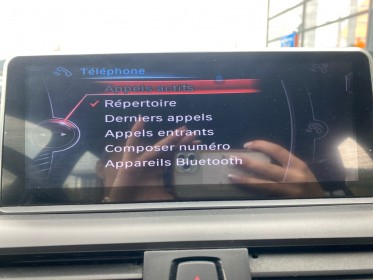 Téléphone
Appels actifs
Répertoire
Derniers appels
Appels entrants
Composer numéro
Appareils Bluetooth